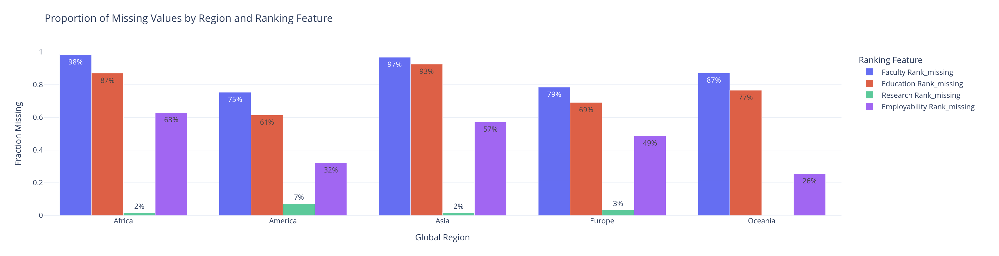 Proportion of Missing Values by Region and Ranking Feature
Fraction Missing
1
0.8
0.6
0.4
0.2
0
98%
87%
2%
63%
75%
61%
7%
32%
97%
93%
2%
57%
79%
69%
3%
49%
87%
77%
26%
Africa
America
Asia
Europe
Oceania
Global Region
Ranking Feature
Faculty Rank_missing
Education Rank_missing
Research Rank_missing
Employability Rank_missing